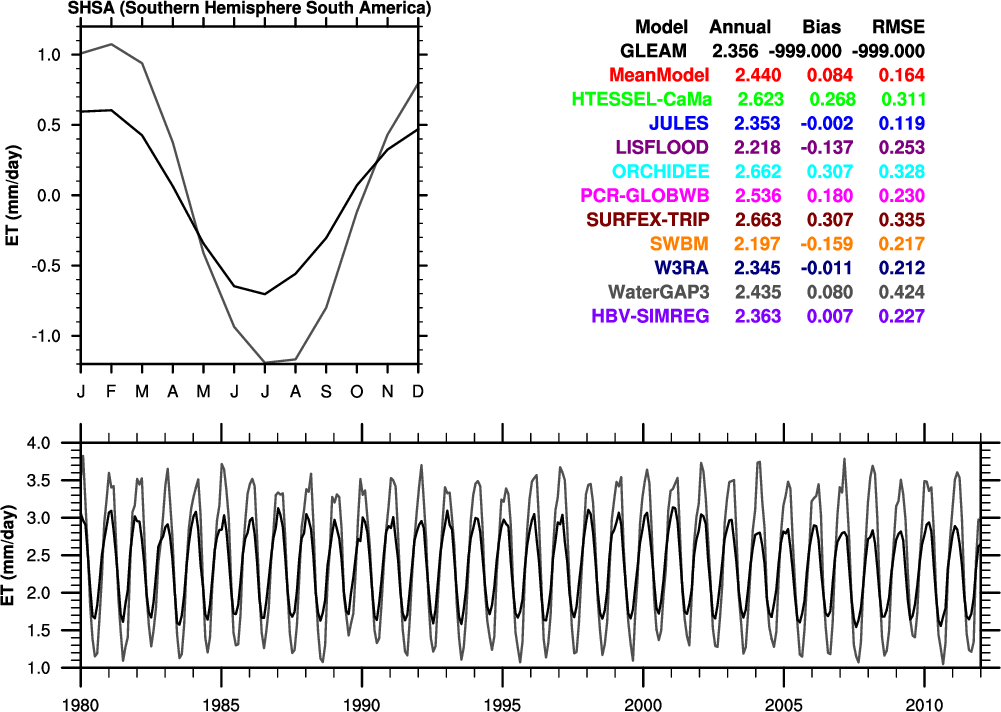 SHSA (Southern Hemisphere South America)
ET (mm/day)
1.0
0.5
0.0
-0.5
-1.0
J F M A M J J A S O N D
Model Annual Bias RMSE
GLEAM 2.356 -999.000 -999.000
MeanModel 2.440 0.084 0.164
HTESSEL-CaMa 2.623 0.268 0.311
JULES 2.353 -0.002 0.119
LISFLOOD 2.218 -0.137 0.253
ORCHIDEE 2.662 0.307 0.328
PCR-GLOBWB 2.536 0.180 0.230
SURFEX-TRIP 2.663 0.307 0.335
SWBM 2.197 -0.159 0.217
W3RA 2.345 -0.011 0.212
WaterGAP3 2.435 0.080 0.424
HBV-SIMREG 2.363 0.007 0.227
ET (mm/day)
4.0
3.5
3.0
2.5
2.0
1.5
1.0
1980 1985 1990 1995 2000 2005 2010